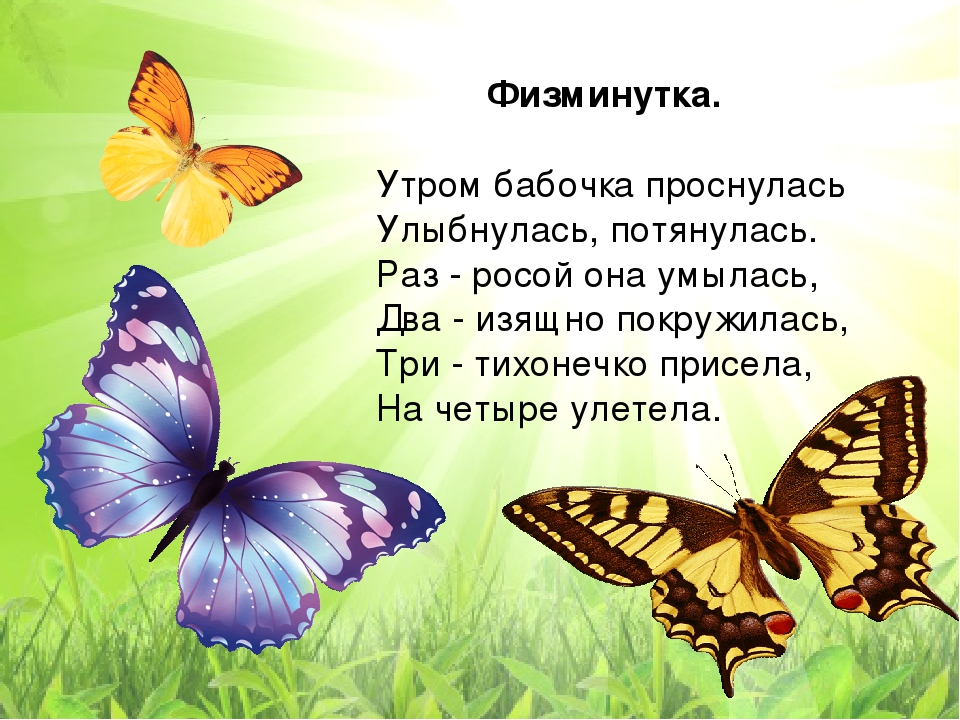 Физминутка.
Утром бабочка проснулась
Улыбнулась, потянулась.
Раз - росой она умылась,
Два - изящно покружилась,
Три - тихонечко присела,
На четыре улетела.